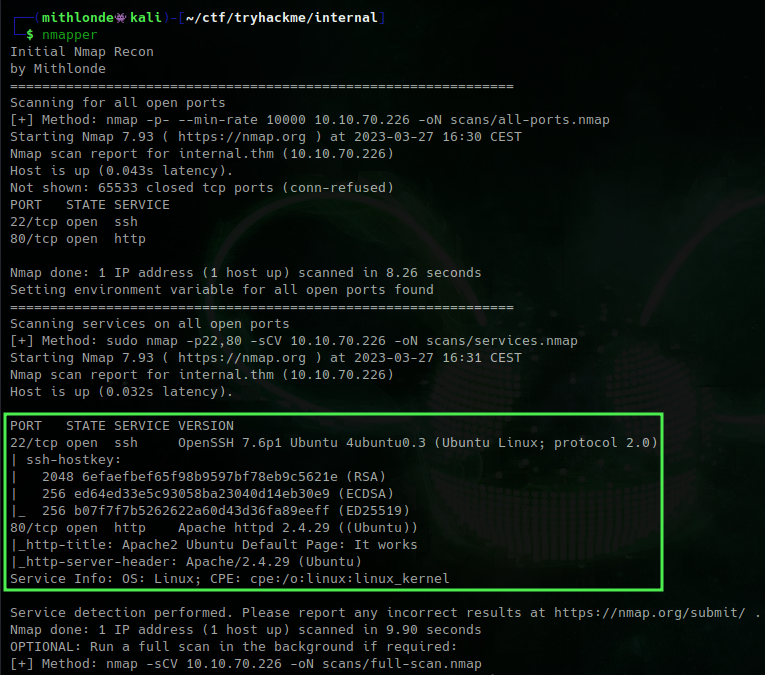 (mithlonde👾kali)-[~/ctf/tryhackme/internal]
$ nmapper
Initial Nmap Recon
by Mithlonde
===============================================================
Scanning for all open ports
[+] Method: nmap -p- --min-rate 10000 10.10.70.226 -oN scans/all-ports.nmap
Starting Nmap 7.93 ( https://nmap.org ) at 2023-03-27 16:30 CEST
Nmap scan report for internal.thm (10.10.70.226)
Host is up (0.043s latency).
Not shown: 65533 closed tcp ports (conn-refused)
PORT   STATE SERVICE
22/tcp open  ssh
80/tcp open  http
Nmap done: 1 IP address (1 host up) scanned in 8.26 seconds
Setting environment variable for all open ports found
===============================================================
Scanning services on all open ports
[+] Method: sudo nmap -p22,80 -sCV 10.10.70.226 -oN scans/services.nmap
Starting Nmap 7.93 ( https://nmap.org ) at 2023-03-27 16:31 CEST
Nmap scan report for internal.thm (10.10.70.226)
Host is up (0.032s latency).
PORT   STATE SERVICE VERSION
22/tcp open  ssh     OpenSSH 7.6p1 Ubuntu 4ubuntu0.3 (Ubuntu Linux; protocol 2.0)
| ssh-hostkey:
|   2048 6efaefbef65f98b9597bf78eb9c5621e (RSA)
|   256 ed64ed33e5c93058ba23040d14eb30e9 (ECDSA)
|_  256 b07f7f7b5262622a60d43d36fa89eeff (ED25519)
80/tcp open  http    Apache httpd 2.4.29 ((Ubuntu))
|_http-title: Apache2 Ubuntu Default Page: It works
|_http-server-header: Apache/2.4.29 (Ubuntu)
Service Info: OS: Linux; CPE: cpe:/o:linux:linux_kernel
Service detection performed. Please report any incorrect results at https://nmap.org/submit/ .
Nmap done: 1 IP address (1 host up) scanned in 9.90 seconds
OPTIONAL: Run a full scan in the background if required:
[+] Method: nmap -sCV 10.10.70.226 -oN scans/full-scan.nmap